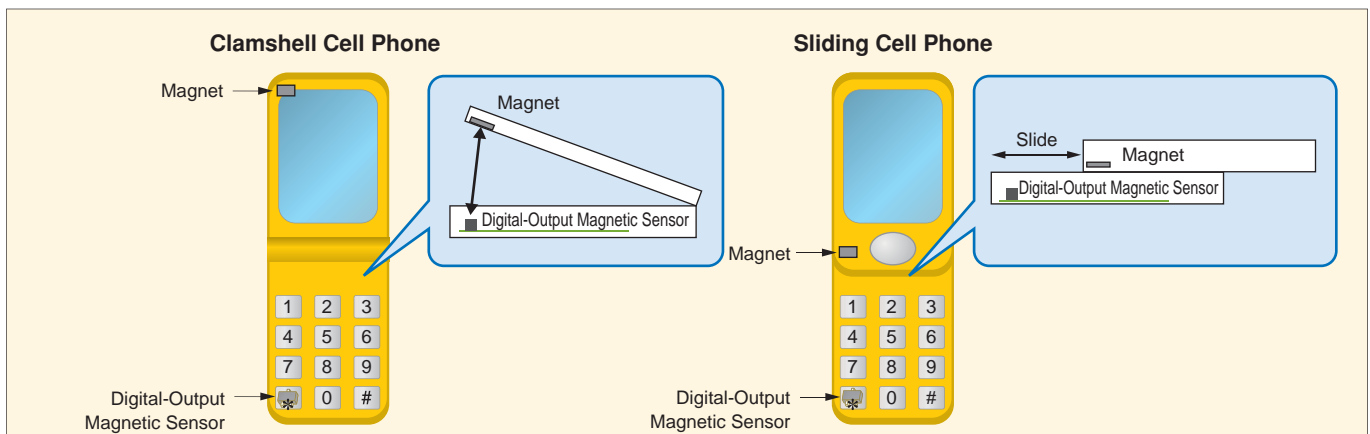 Clamshell Cell Phone
Magnet
Magnet
Digital-Output Magnetic Sensor
1 2 3
4 5 6
7 8 9
* 0 #
Digital-Output
Magnetic Sensor
Sliding Cell Phone
Slide
Magnet
Digital-Output Magnetic Sensor
Magnet
1 2 3
4 5 6
7 8 9
* 0 #
Digital-Output
Magnetic Sensor